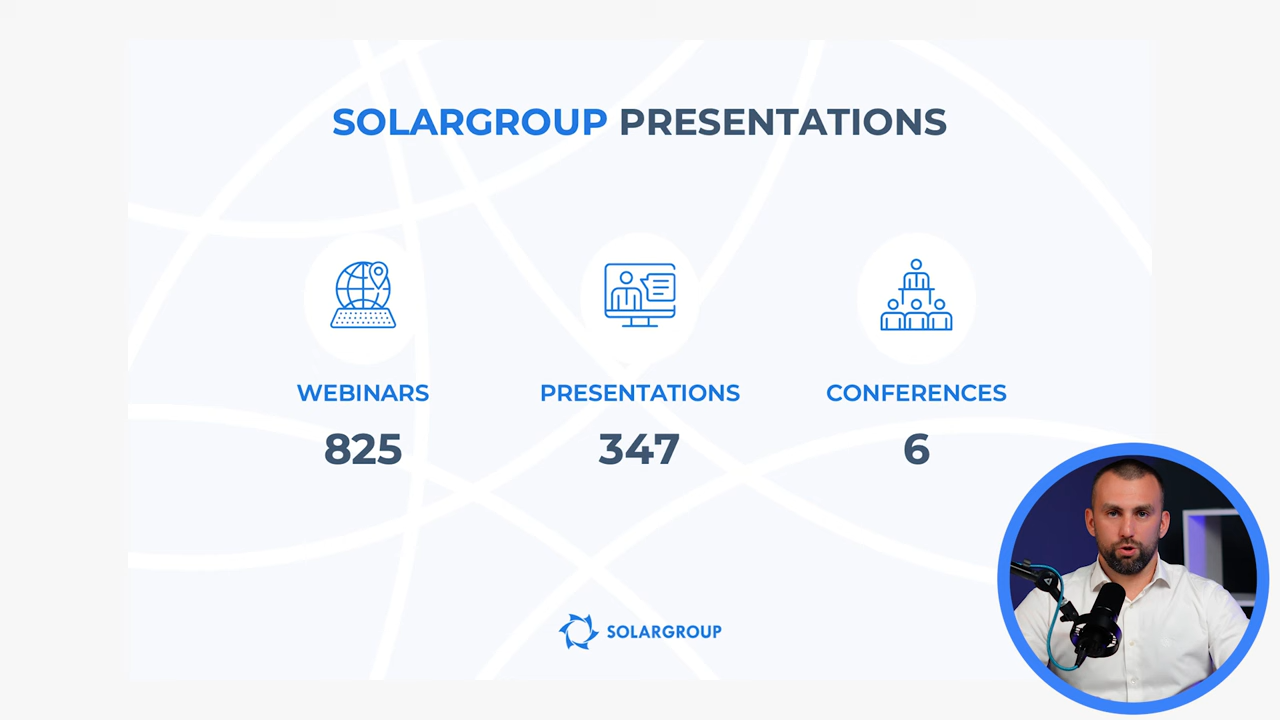 SOLARGROUP PRESENTATIONS
WEBINARS
825
PRESENTATIONS
347
CONFERENCES
6
SOLARGROUP